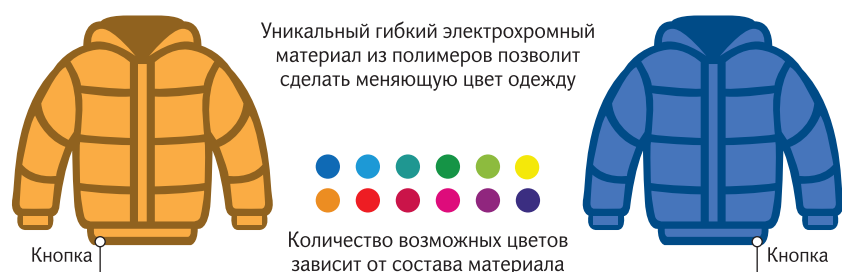 Уникальный гибкий электрохромный
материал из полимеров позволит
сделать меняющую цвет одежду
Количество возможных цветов
зависит от состава материала
Кнопка
Кнопка